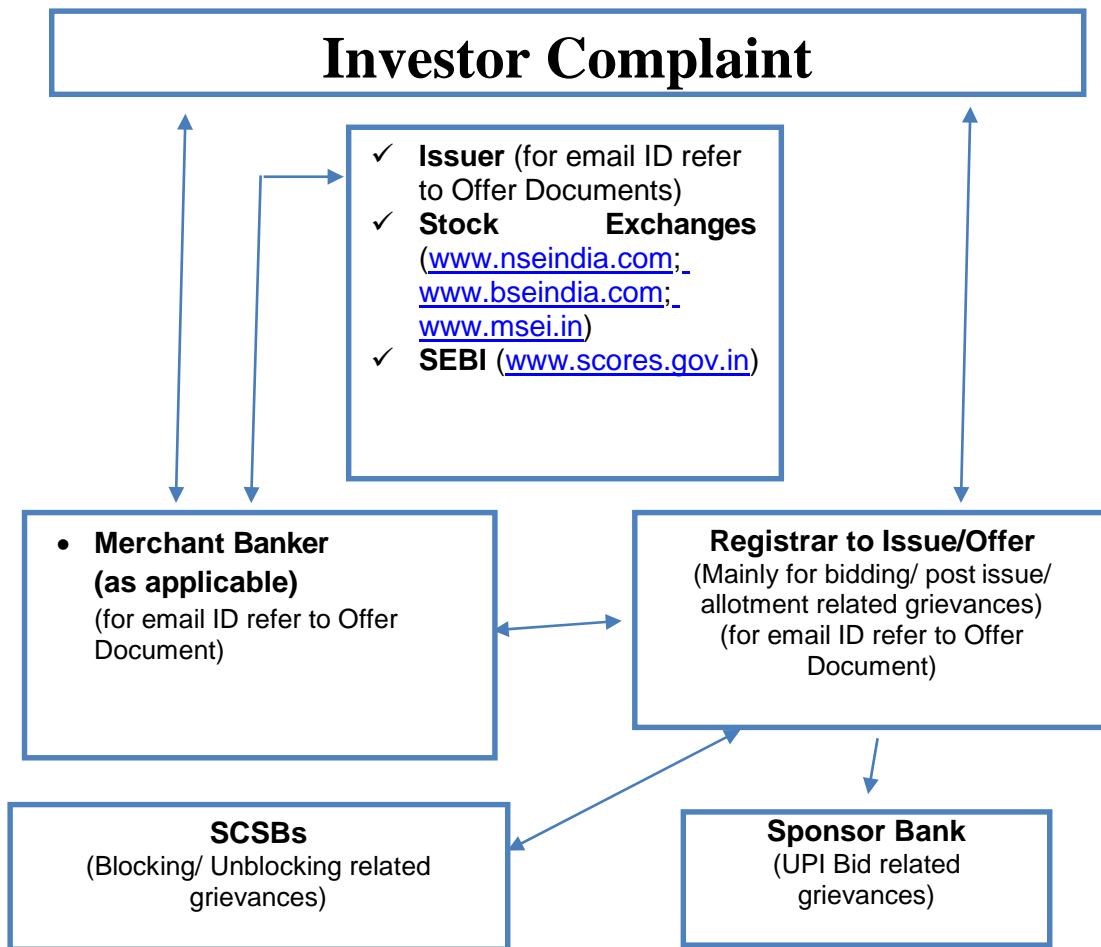 Investor Complaint
✓ Issuer (for email ID refer
to Offer Documents)
✓ Stock Exchanges
(www.nseindia.com;
www.bseindia.com;
www.msei.in)
✓ SEBI (www.scores.gov.in)
• Merchant Banker
(as applicable)
(for email ID refer to Offer
Document)
Registrar to Issue/Offer
(Mainly for bidding/ post issue/
allotment related grievances)
(for email ID refer to Offer
Document)
SCSBs
(Blocking/ Unblocking related
grievances)
Sponsor Bank
(UPI Bid related
grievances)